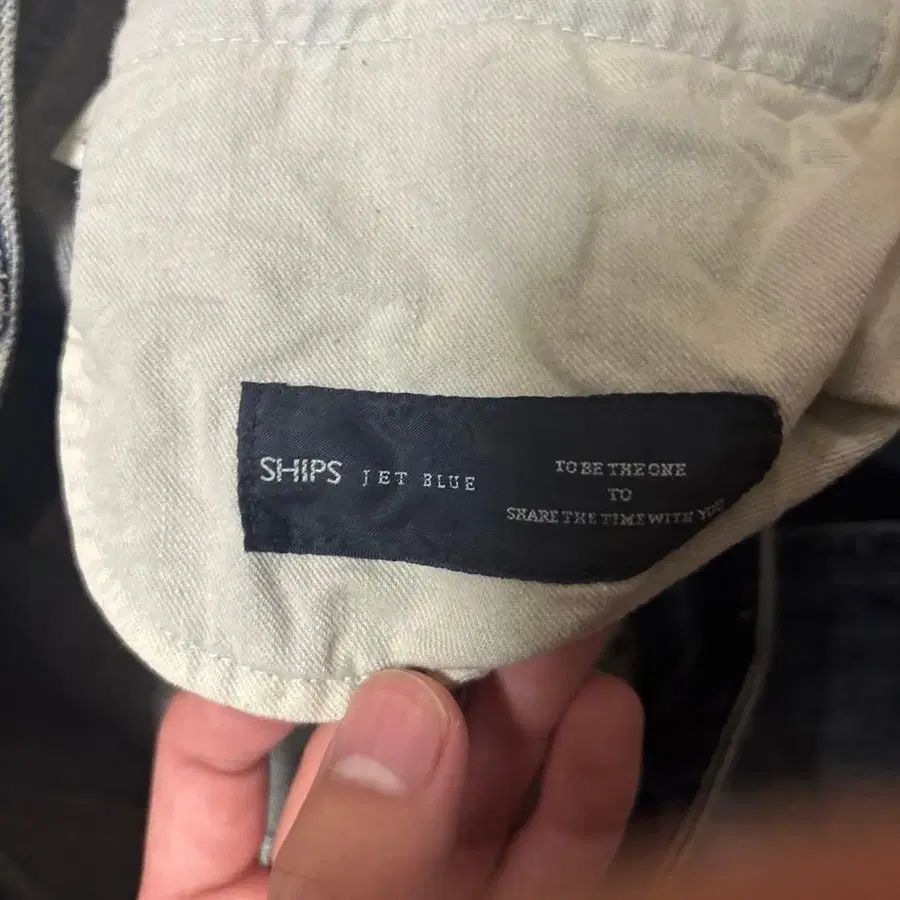 SHIPS JET BLUE
TO BE THE ONE
TO
SHARE THE TIME WITH YOU